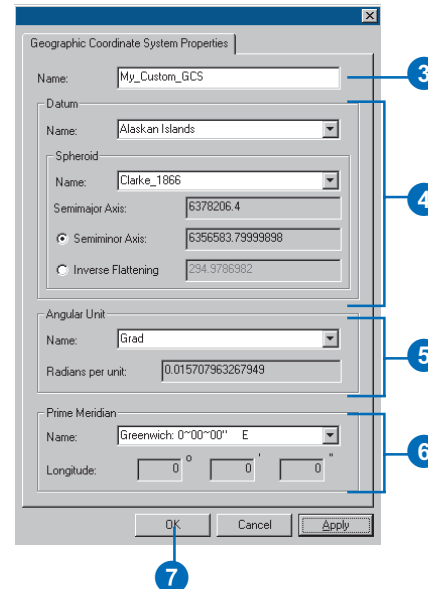 Geographic Coordinate System Properties
Name: My_Custom_GCS
3
Datum
Name: Alaskan Islands
Spheroid
Name: Clarke_1866
4
Semimajor Axis: 6378206.4
Semiminor Axis: 6356583.79999898
Inverse Flattening 294.9786982
Angular Unit
Name: Grad
5
Radians per unit: 0.015707963267949
Prime Meridian
Name: Greenwich: 0~00~00" E
6
Longitude: 0 ° 0 ' 0 "
OK Cancel Apply
7